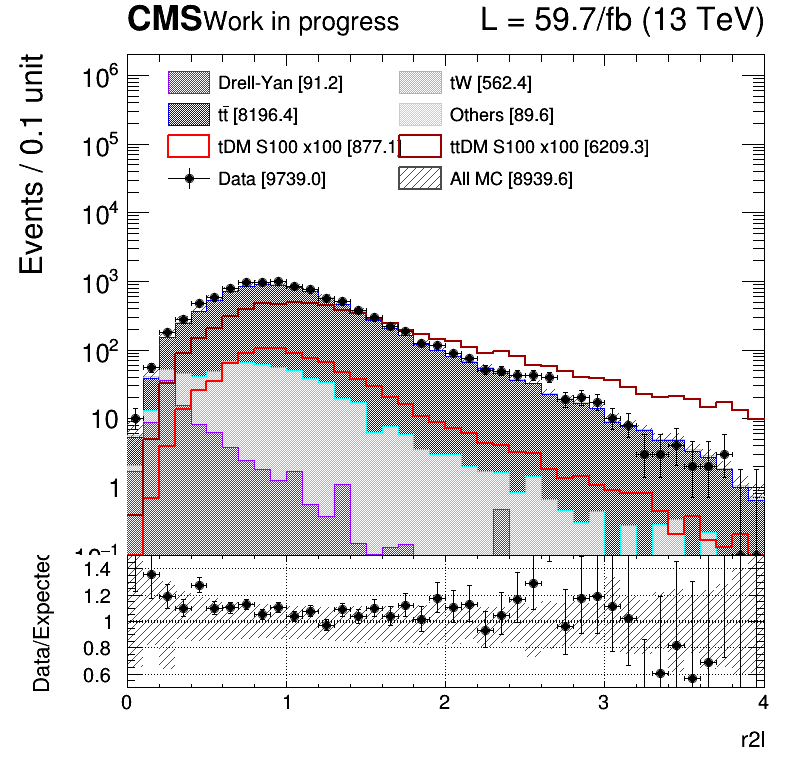 CMS Work in progress L = 59.7/fb (13 TeV)
Events / 0.1 unit
10⁶
10⁵
10⁴
10³
10²
10
1
10⁻¹
Drell-Yan [91.2] tW [562.4]
tt̄ [8196.4] Others [89.6]
tDM S100 x100 [877.1] ttDM S100 x100 [6209.3]
Data [9739.0] All MC [8939.6]
Data/Expected
1.4
1.2
1
0.8
0.6
0 1 2 3 4
r2l